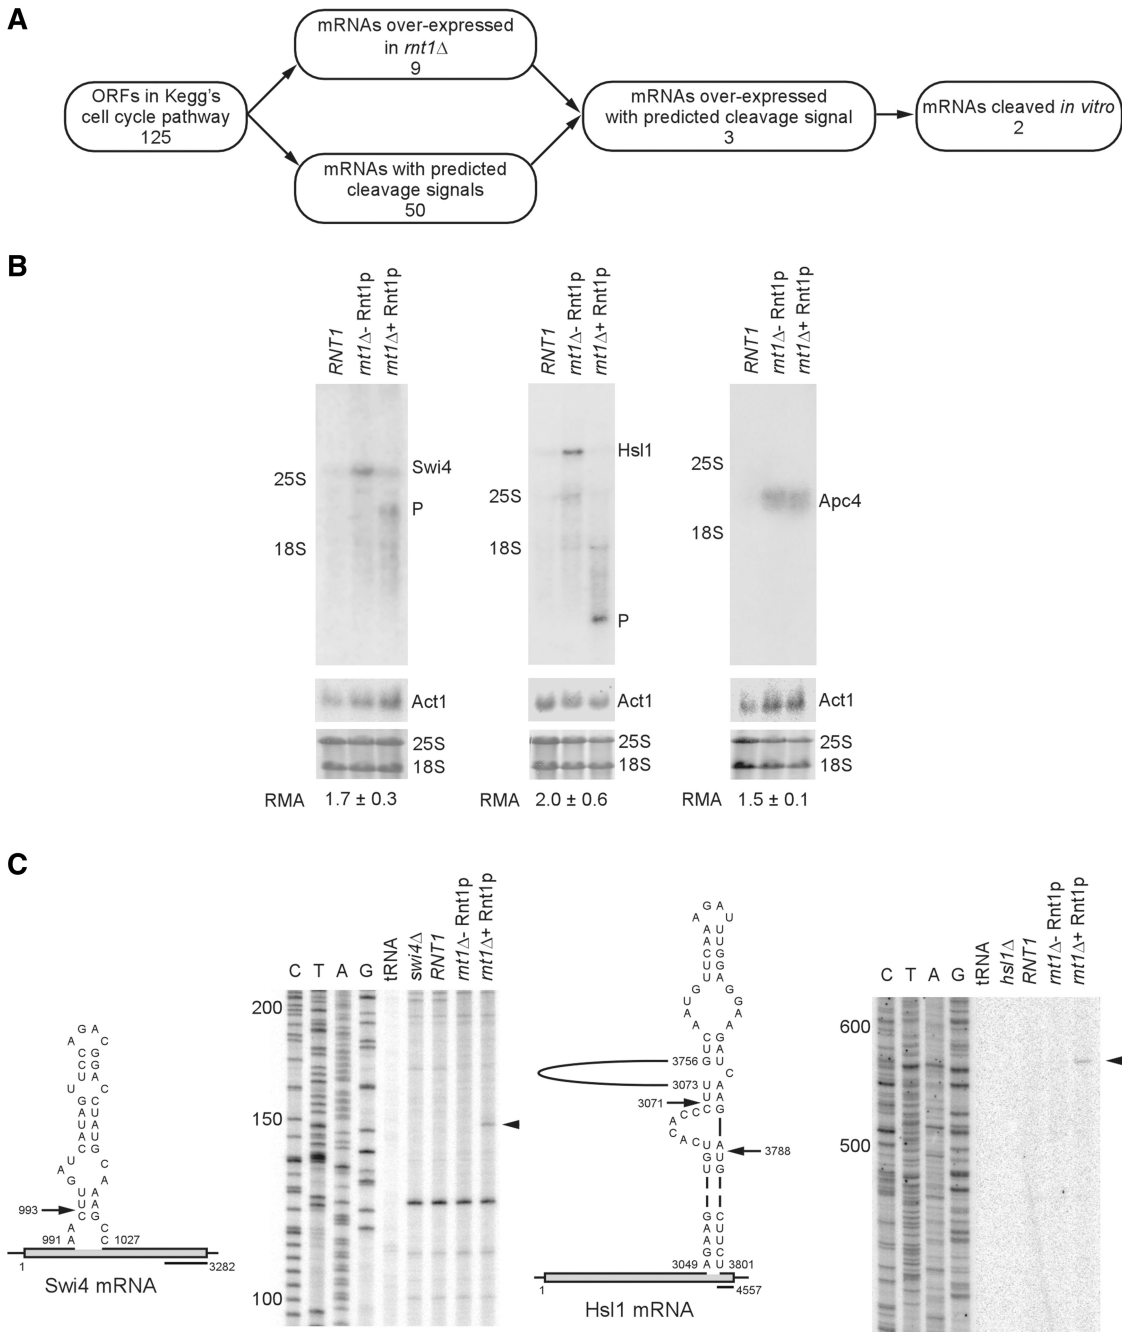 A
mRNAs over-expressed
in rnt1Δ
9
ORFs in Kegg's
cell cycle pathway
125
mRNAs over-expressed
with predicted cleavage signal
3
mRNAs cleaved in vitro
2
mRNAs with predicted
cleavage signals
50
B
RNT1
rnt1Δ- Rnt1p
rnt1Δ+ Rnt1p
25S
18S
Swi4
P
Act1
25S
18S
RMA 1.7 ± 0.3
RNT1
rnt1Δ- Rnt1p
rnt1Δ+ Rnt1p
Hsl1
25S
18S
P
Act1
25S
18S
RMA 2.0 ± 0.6
RNT1
rnt1Δ- Rnt1p
rnt1Δ+ Rnt1p
25S
18S
Apc4
Act1
25S
18S
RMA 1.5 ± 0.1
C
G A
A C
C G
C G
U A
U C
G C
A U
U A
A U
C G
U C
A A
G
U A
U A
993 C G
A C
991 A C 1027
1 3282
Swi4 mRNA
C T A G tRNA swi4Δ RNT1 rnt1Δ- Rnt1p rnt1Δ+ Rnt1p
200
150
100
G A
A U
A U
A U
C G
U G
U A
G G G
U G
A A
A A
C G
U A
G U
3756 C
3073 U A
U A
3071 C G
C C
A
C A C U A 3788
G U
U G
G C
A U
A U
G C
3049 A U 3801
1 4557
Hsl1 mRNA
C T A G tRNA hsl1Δ RNT1 rnt1Δ- Rnt1p rnt1Δ+ Rnt1p
600
500